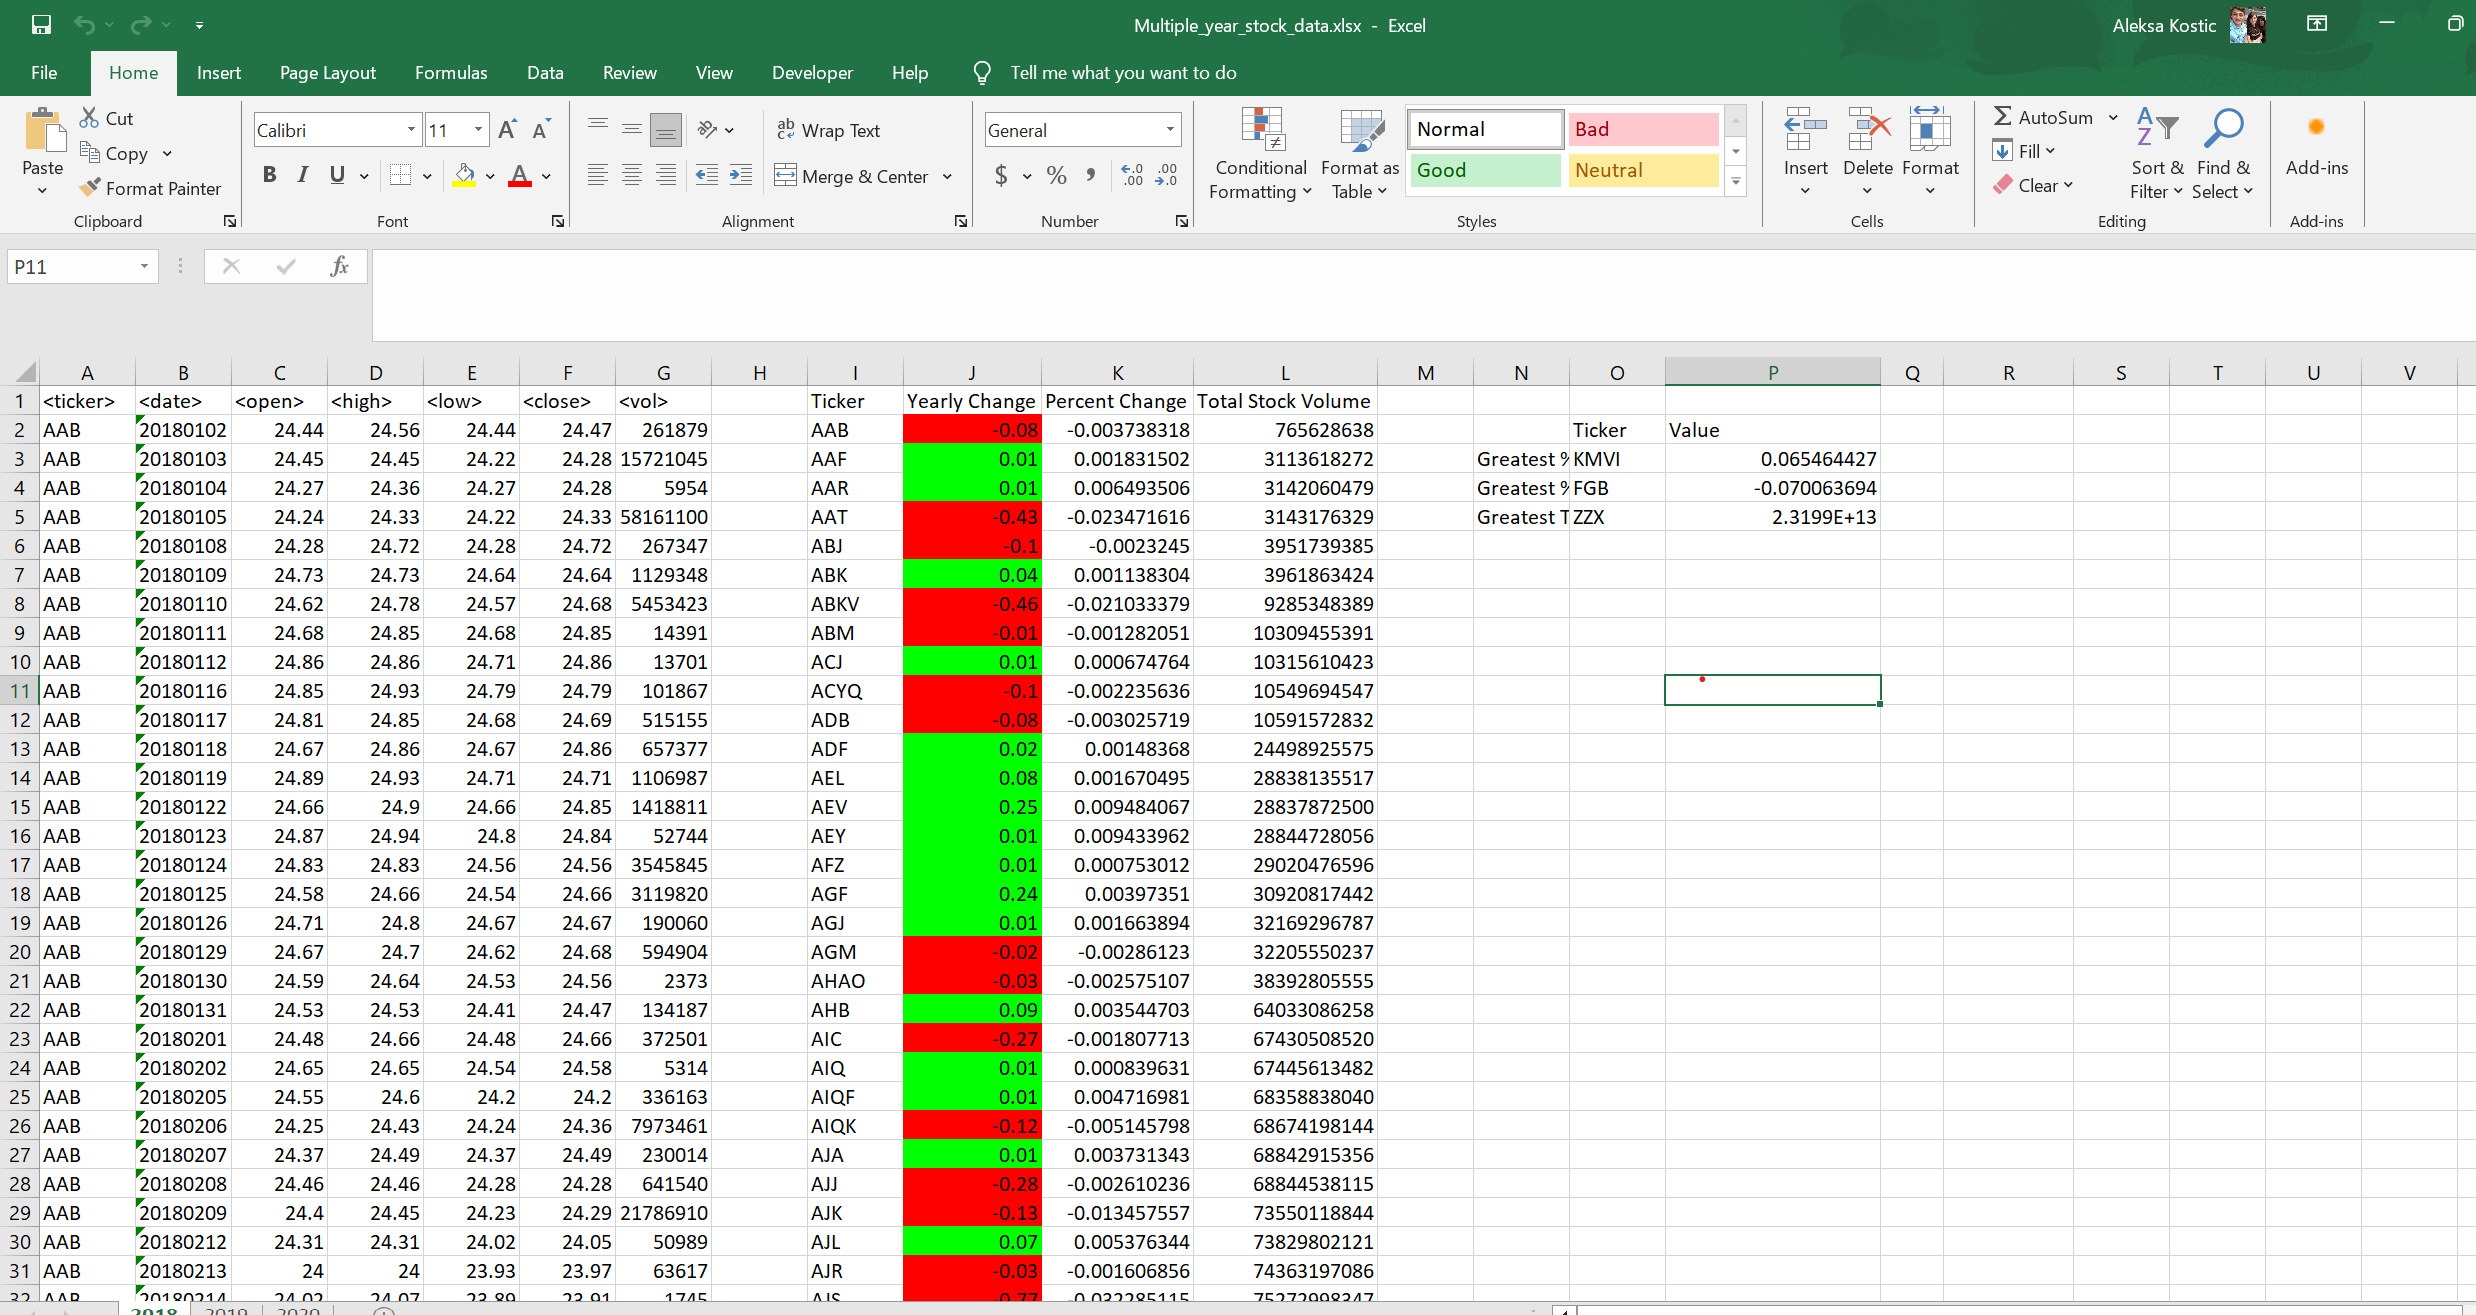 Multiple_year_stock_data.xlsx - Excel
Aleksa Kostic
File Home Insert Page Layout Formulas Data Review View Developer Help Tell me what you want to do
Paste
Cut
Copy
Format Painter
Clipboard
Calibri 11
B I U
Font
Wrap Text
Merge & Center
Alignment
General
$ % ,
Number
Conditional Formatting
Format as Table
Normal Bad
Good Neutral
Styles
Insert Delete Format
Cells
AutoSum
Fill
Clear
Sort & Filter
Find & Select
Editing
Add-ins
Add-ins
P11 fx
A B C D E F G H I J K L M N O P Q R S T U V
1 <ticker> <date> <open> <high> <low> <close> <vol> Ticker Yearly Change Percent Change Total Stock Volume
2 AAB 20180102 24.44 24.56 24.44 24.47 261879 AAB -0.08 -0.003738318 765628638 Ticker Value
3 AAB 20180103 24.45 24.45 24.22 24.28 15721045 AAF 0.01 0.001831502 3113618272 Greatest % KMVI 0.065464427
4 AAB 20180104 24.27 24.36 24.27 24.28 5954 AAR 0.01 0.006493506 3142060479 Greatest % FGB -0.070063694
5 AAB 20180105 24.24 24.33 24.22 24.33 58161100 AAT -0.43 -0.023471616 3143176329 Greatest T ZZX 2.3199E+13
6 AAB 20180108 24.28 24.72 24.28 24.72 267347 ABJ -0.1 -0.0023245 3951739385
7 AAB 20180109 24.73 24.73 24.64 24.64 1129348 ABK 0.04 0.001138304 3961863424
8 AAB 20180110 24.62 24.78 24.57 24.68 5453423 ABKV -0.46 -0.021033379 9285348389
9 AAB 20180111 24.68 24.85 24.68 24.85 14391 ABM -0.01 -0.001282051 10309455391
10 AAB 20180112 24.86 24.86 24.71 24.86 13701 ACJ 0.01 0.000674764 10315610423
11 AAB 20180116 24.85 24.93 24.79 24.79 101867 ACYQ -0.1 -0.002235636 10549694547
12 AAB 20180117 24.81 24.85 24.68 24.69 515155 ADB -0.08 -0.003025719 10591572832
13 AAB 20180118 24.67 24.86 24.67 24.86 657377 ADF 0.02 0.00148368 24498925575
14 AAB 20180119 24.89 24.93 24.71 24.71 1106987 AEL 0.08 0.001670495 28838135517
15 AAB 20180122 24.66 24.9 24.66 24.85 1418811 AEV 0.25 0.009484067 28837872500
16 AAB 20180123 24.87 24.94 24.8 24.84 52744 AEY 0.01 0.009433962 28844728056
17 AAB 20180124 24.83 24.83 24.56 24.56 3545845 AFZ 0.01 0.000753012 29020476596
18 AAB 20180125 24.58 24.66 24.54 24.66 3119820 AGF 0.24 0.00397351 30920817442
19 AAB 20180126 24.71 24.8 24.67 24.67 190060 AGJ 0.01 0.001663894 32169296787
20 AAB 20180129 24.67 24.7 24.62 24.68 594904 AGM -0.02 -0.00286123 32205550237
21 AAB 20180130 24.59 24.64 24.53 24.56 2373 AHAO -0.03 -0.002575107 38392805555
22 AAB 20180131 24.53 24.53 24.41 24.47 134187 AHB 0.09 0.003544703 64033086258
23 AAB 20180201 24.48 24.66 24.48 24.66 372501 AIC -0.27 -0.001807713 67430508520
24 AAB 20180202 24.65 24.65 24.54 24.58 5314 AIQ 0.01 0.000839631 67445613482
25 AAB 20180205 24.55 24.6 24.2 24.2 336163 AIQF 0.01 0.004716981 68358838040
26 AAB 20180206 24.25 24.43 24.24 24.36 7973461 AIQK -0.12 -0.005145798 68674198144
27 AAB 20180207 24.37 24.49 24.37 24.49 230014 AJA 0.01 0.003731343 68842915356
28 AAB 20180208 24.46 24.46 24.28 24.28 641540 AJJ -0.28 -0.002610236 68844538115
29 AAB 20180209 24.4 24.45 24.23 24.29 21786910 AJK -0.13 -0.013457557 73550118844
30 AAB 20180212 24.31 24.31 24.02 24.05 50989 AJL 0.07 0.005376344 73829802121
31 AAB 20180213 24 24 23.93 23.97 63617 AJR -0.03 -0.001606856 74363197086
32 AAB 20180214 24.02 24.07 23.89 23.91 1745 AJS -0.77 -0.032285115 75272998347
2018 2019 2020